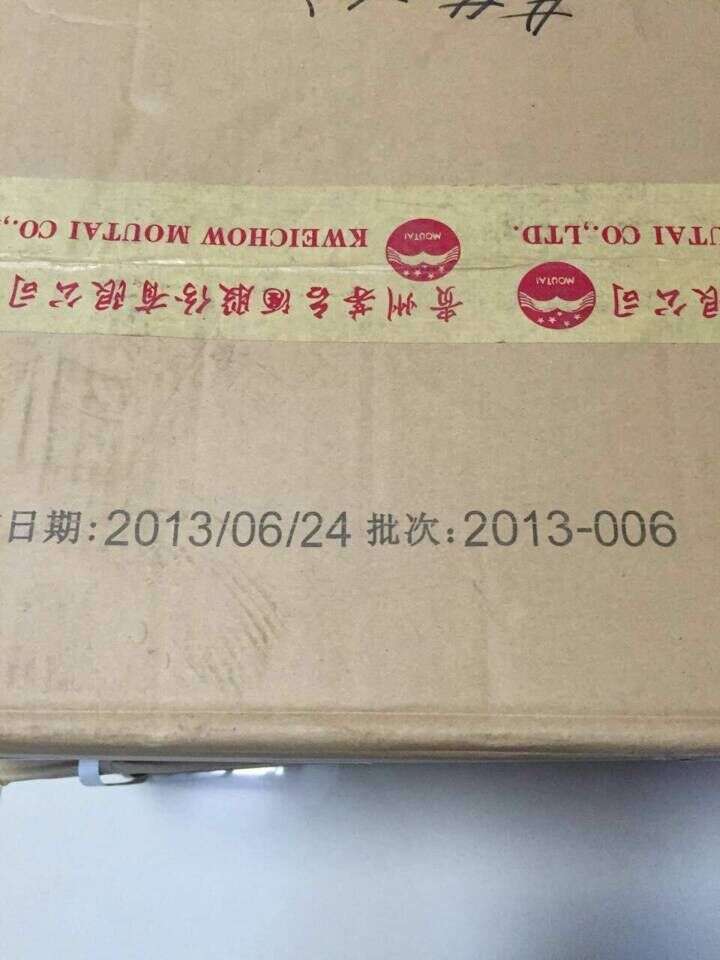 KWEICHOW MOUTAI CO.,
UTAI CO.,LTD.
MOUTAI
MOUTAI
贵州茅台酒股份有限公司
限公司
日期:2013/06/24 批次:2013-006